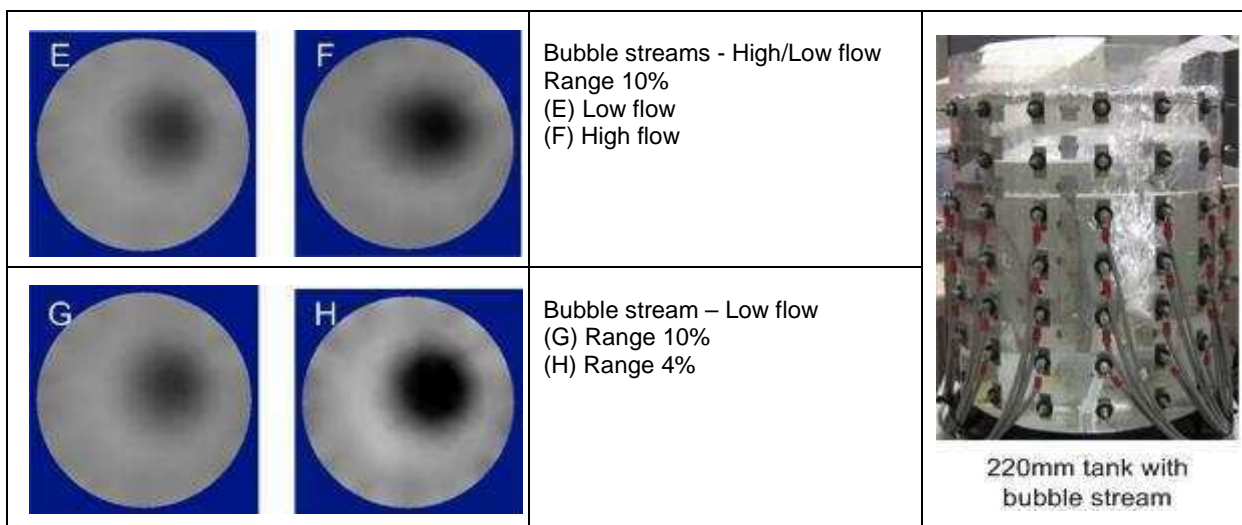 E
F
Bubble streams - High/Low flow
Range 10%
(E) Low flow
(F) High flow
G
H
Bubble stream – Low flow
(G) Range 10%
(H) Range 4%
220mm tank with
bubble stream